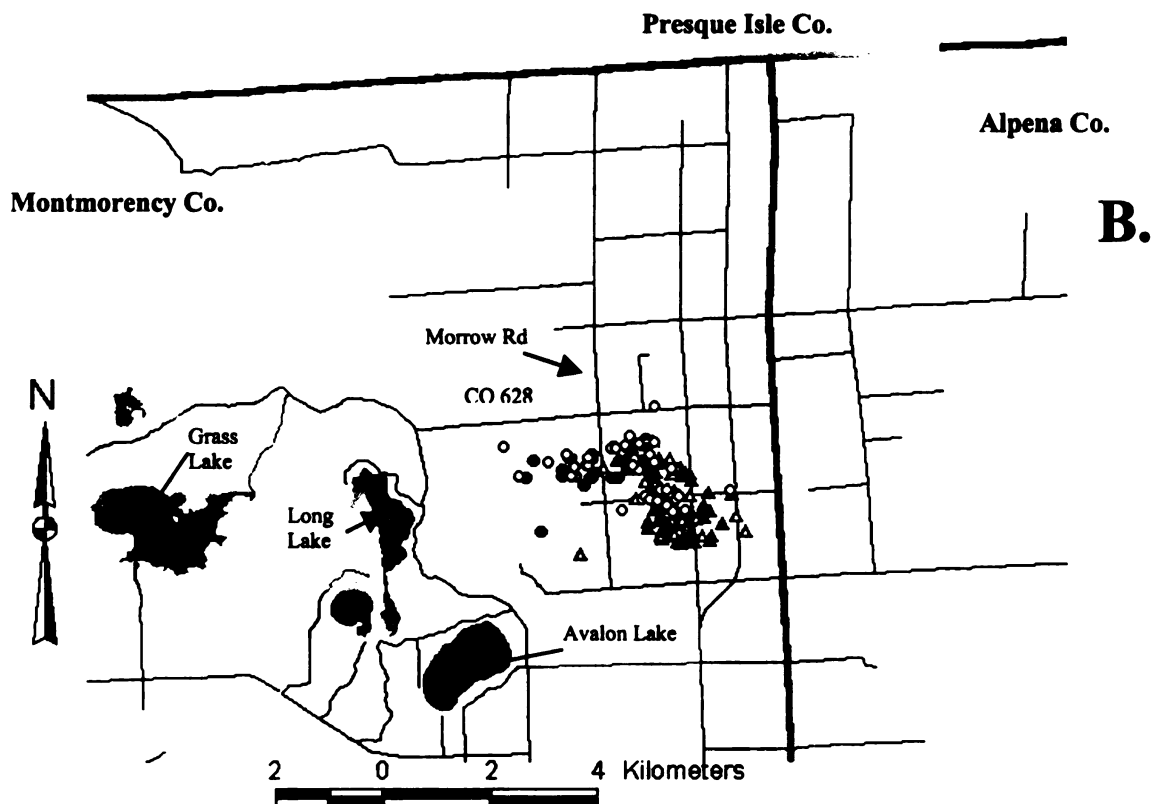 Presque Isle Co.
Alpena Co.
Montmorency Co.
B.
Morrow Rd
CO 628
N
Grass
Lake
Long
Lake
Avalon Lake
2 0 2 4 Kilometers